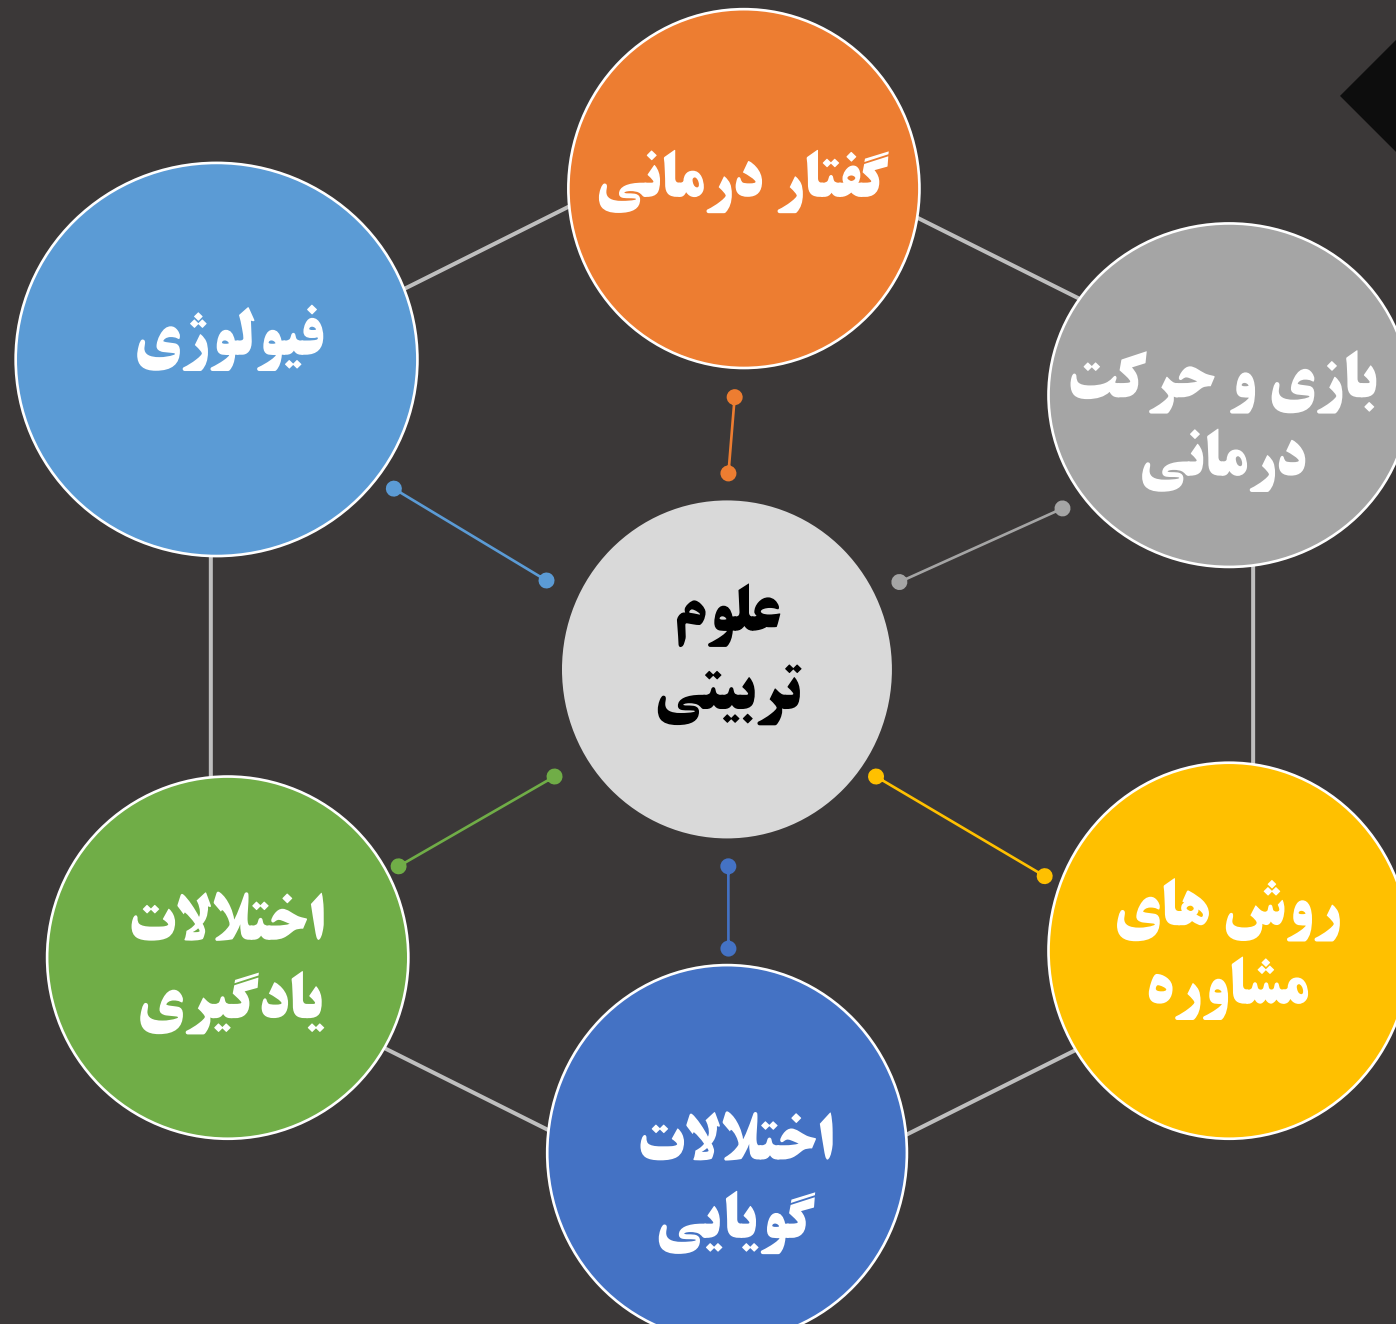 گفتار درمانی
فیولوژی
بازی و حرکت
درمانی
علوم
تربیتی
اختلالات
یادگیری
روش های
مشاوره
اختلالات
گویایی